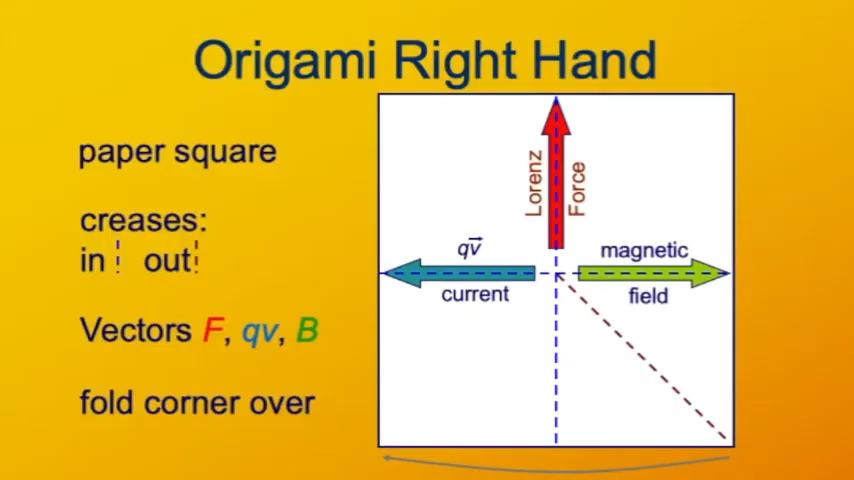 Origami Right Hand
paper square
creases:
in out
Vectors F, qv, B
fold corner over
Lorenz
Force
qv⃗
current
magnetic
field